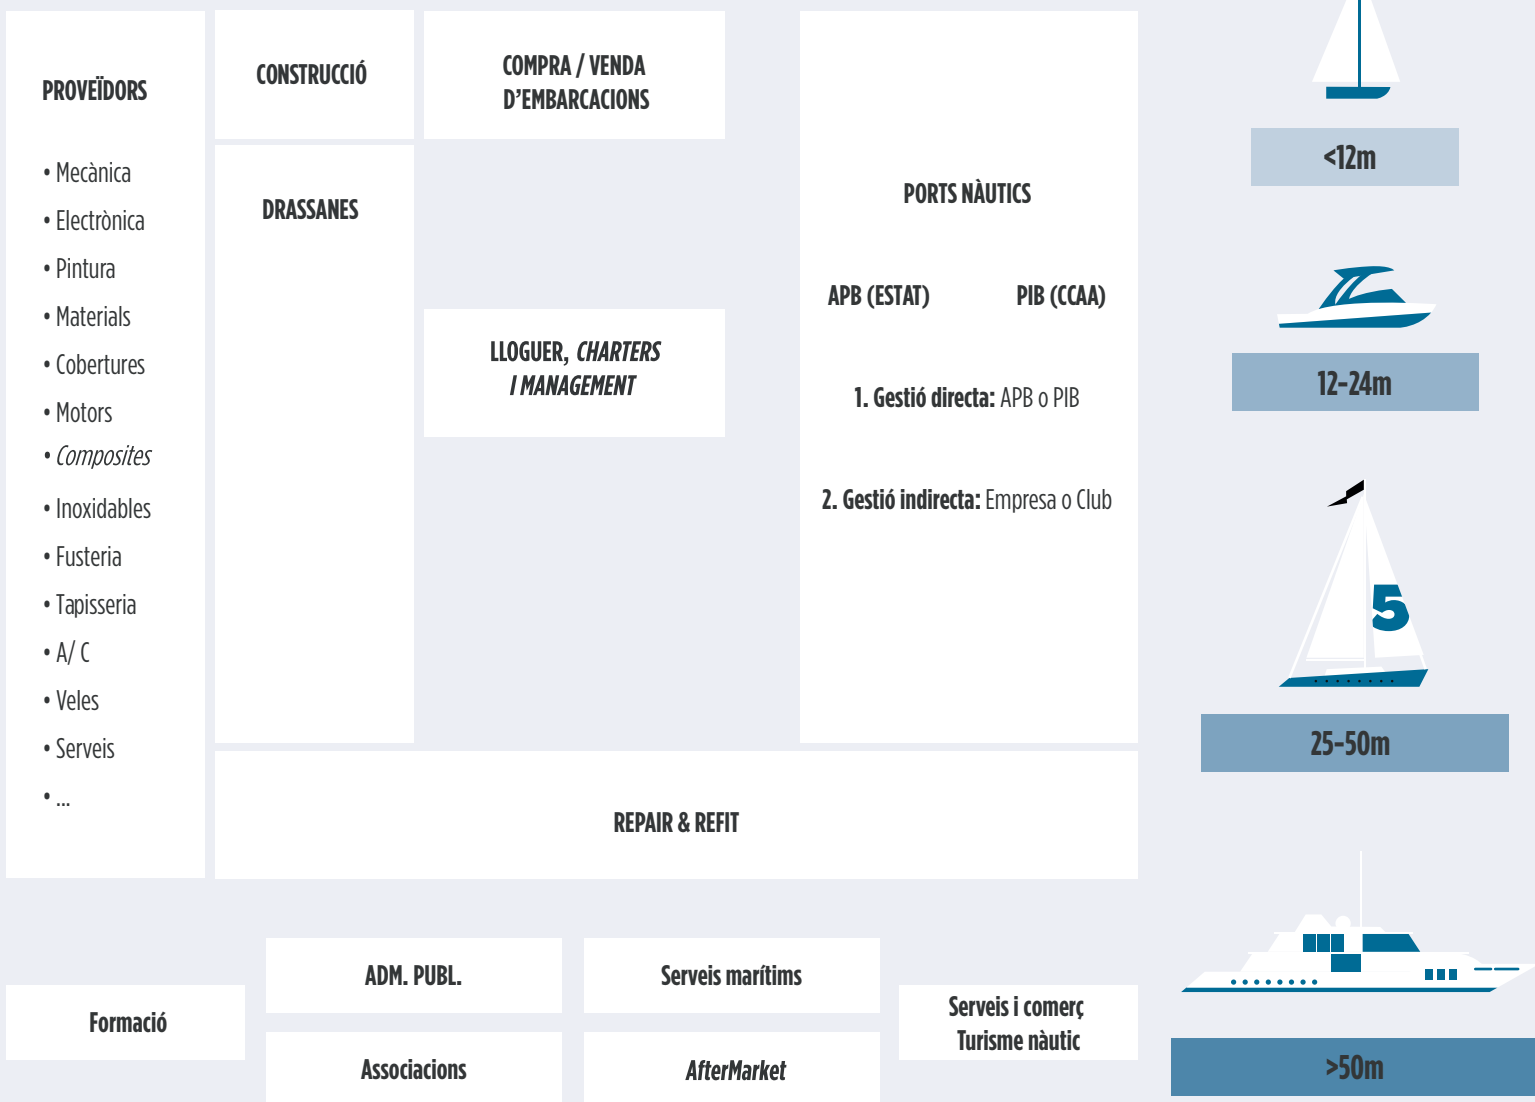 PROVEÏDORS
• Mecànica
• Electrònica
• Pintura
• Materials
• Cobertures
• Motors
• Composites
• Inoxidables
• Fusteria
• Tapisseria
• A/ C
• Veles
• Serveis
• ...
CONSTRUCCIÓ
DRASSANES
COMPRA / VENDA
D’EMBARCACIONS
LLOGUER, CHARTERS
I MANAGEMENT
PORTS NÀUTICS
APB (ESTAT) PIB (CCAA)
1. Gestió directa: APB o PIB
2. Gestió indirecta: Empresa o Club
REPAIR & REFIT
Formació
ADM. PUBL.
Associacions
Serveis marítims
AfterMarket
Serveis i comerç
Turisme nàutic
<12m
12-24m
5
25-50m
>50m